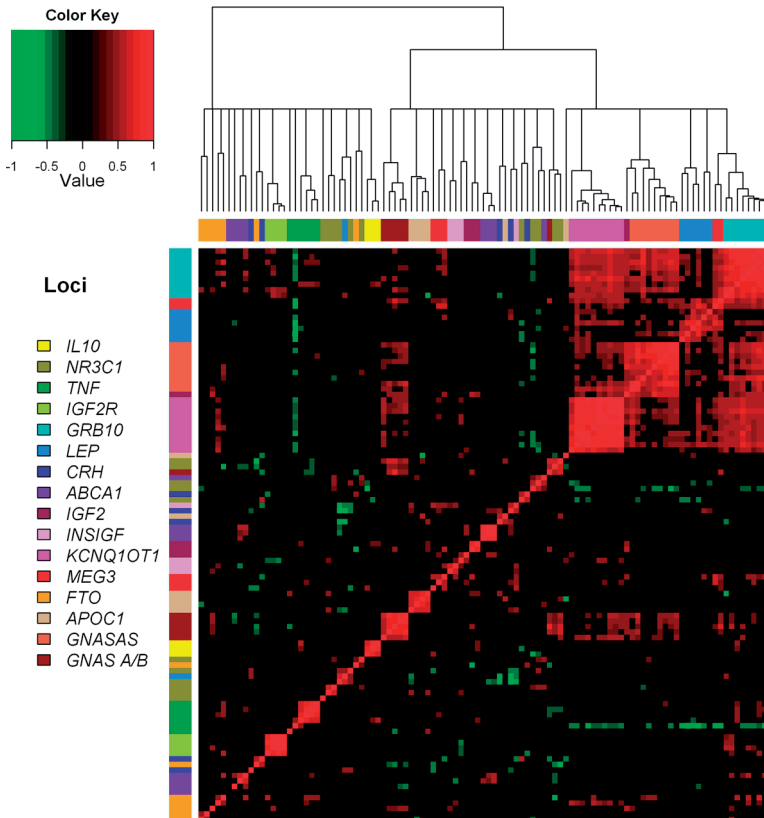 Color Key
-1 -0.5 0 0.5 1
Value
Loci
IL10
NR3C1
TNF
IGF2R
GRB10
LEP
CRH
ABCA1
IGF2
INSIGF
KCNQ1OT1
MEG3
FTO
APOC1
GNASAS
GNAS A/B